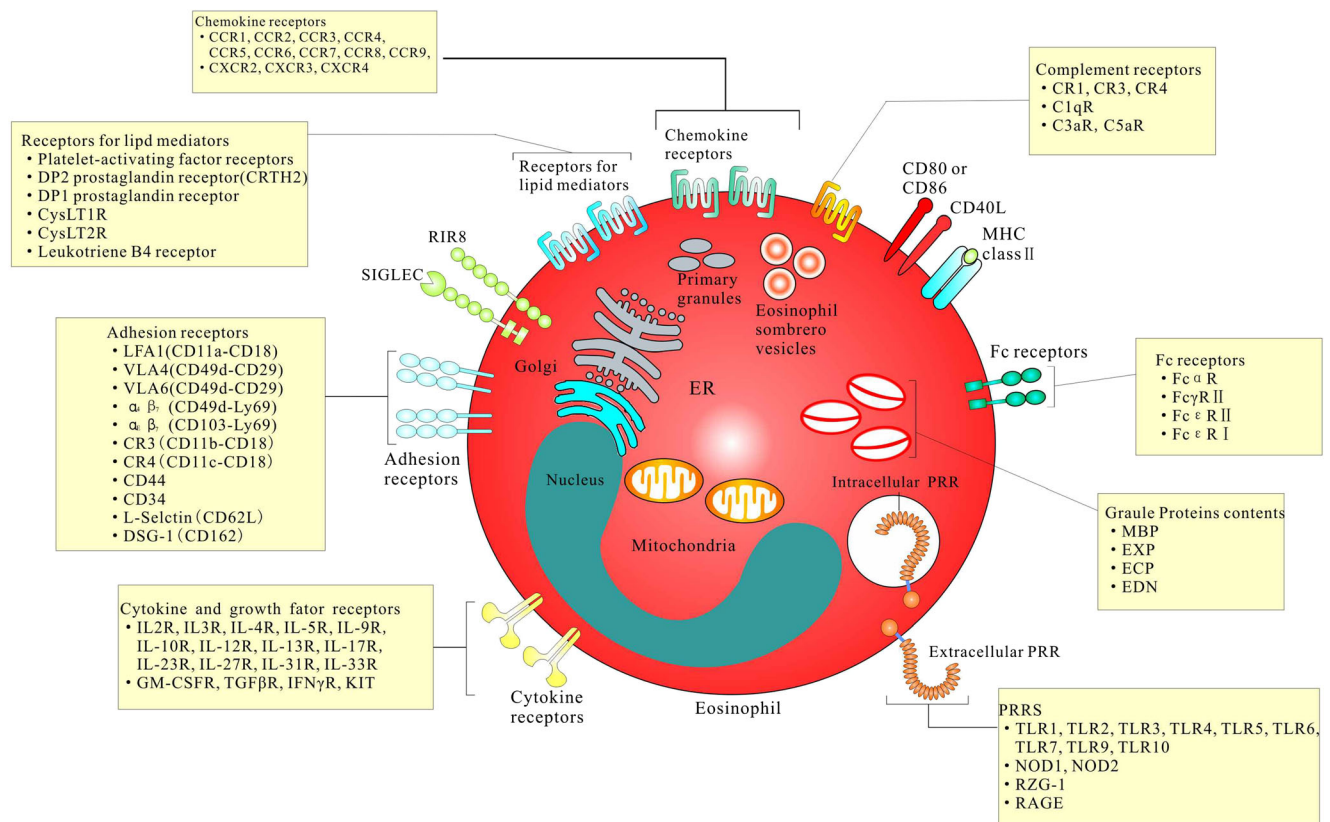 Chemokine receptors
• CCR1, CCR2, CCR3, CCR4,
CCR5, CCR6, CCR7, CCR8, CCR9,
• CXCR2, CXCR3, CXCR4
Complement receptors
• CR1, CR3, CR4
• C1qR
• C3aR, C5aR
Receptors for lipd mediators
• Platelet-activating factor receptors
• DP2 prostaglandin receptor(CRTH2)
• DP1 prostaglandin receptor
• CysLT1R
• CysLT2R
• Leukotriene B4 receptor
Receptors for
lipid mediators
Chemokine
receptors
CD80 or
CD86
CD40L
MHC
classⅡ
RIR8
SIGLEC
Primary
granules
Eosinophil
sombrero
vesicles
Adhesion receptors
• LFA1(CD11a-CD18)
• VLA4(CD49d-CD29)
• VLA6(CD49d-CD29)
• α₄ β₇ (CD49d-Ly69)
• α β₇ (CD103-Ly69)
• CR3(CD11b-CD18)
• CR4(CD11c-CD18)
• CD44
• CD34
• L-Selctin(CD62L)
• DSG-1(CD162)
Adhesion
receptors
Golgi
ER
Fc receptors
Fc receptors
• FcαR
• FcγRⅡ
• FcεRⅡ
• FcεRⅠ
Nucleus
Mitochondria
Intracellular PRR
Graule Proteins contents
• MBP
• EXP
• ECP
• EDN
Cytokine and growth fator receptors
• IL2R, IL3R, IL-4R, IL-5R, IL-9R,
IL-10R, IL-12R, IL-13R, IL-17R,
IL-23R, IL-27R, IL-31R, IL-33R
• GM-CSFR, TGFβR, IFNγR, KIT
Cytokine
receptors
Eosinophil
Extracellular PRR
PRRS
• TLR1, TLR2, TLR3, TLR4, TLR5, TLR6,
TLR7, TLR9, TLR10
• NOD1, NOD2
• RZG-1
• RAGE